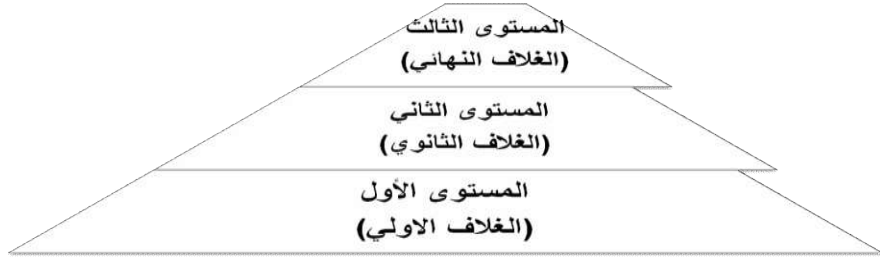 المستوى الثالث
(الغلاف النهائي)
المستوى الثاني
(الغلاف الثانوي)
المستوى الأول
(الغلاف الاولي)